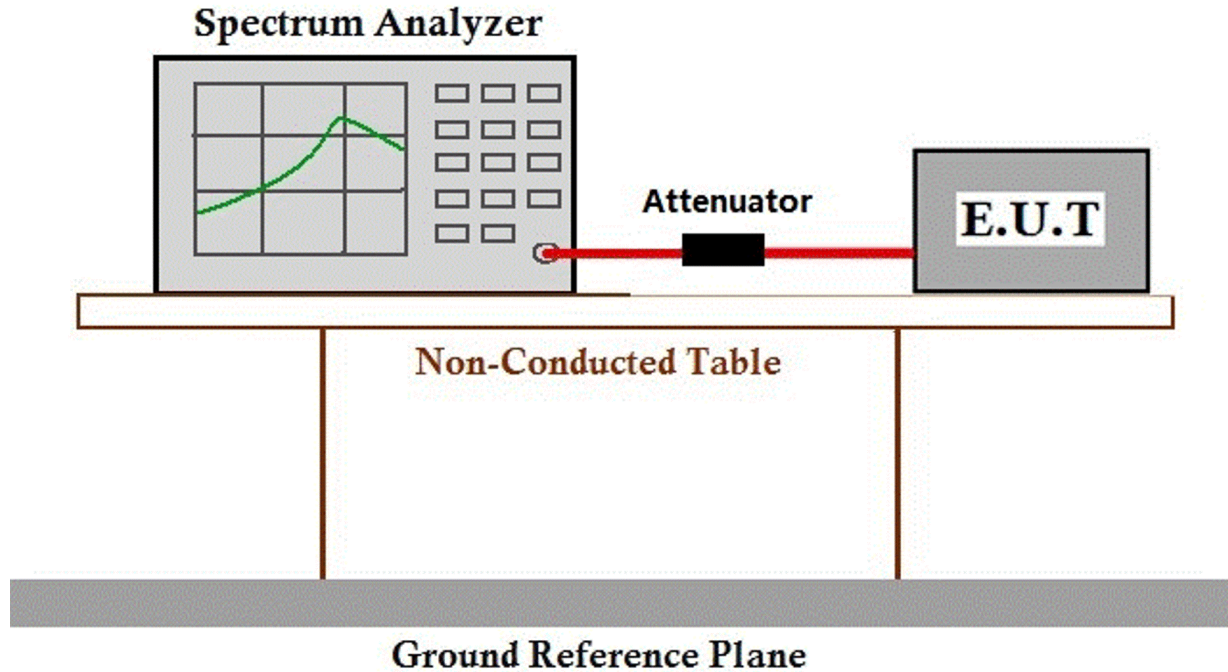 Spectrum Analyzer
Attenuator
E.U.T
Non-Conducted Table
Ground Reference Plane